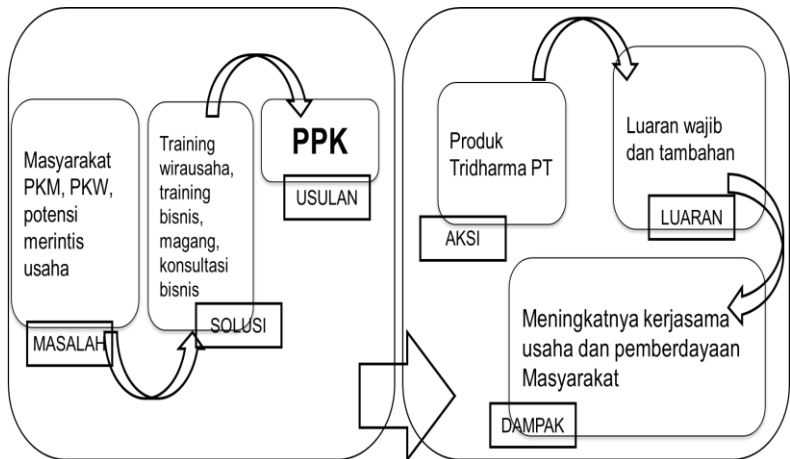 Masyarakat
PKM, PKW,
potensi
merintis
usaha
MASALAH
Training
wirausaha,
training
bisnis,
magang,
konsultasi
bisnis
SOLUSI
PPK
USULAN
Produk
Tridharma PT
AKSI
Luaran wajib
dan tambahan
LUARAN
Meningkatnya kerjasama
usaha dan pemberdayaan
Masyarakat
DAMPAK